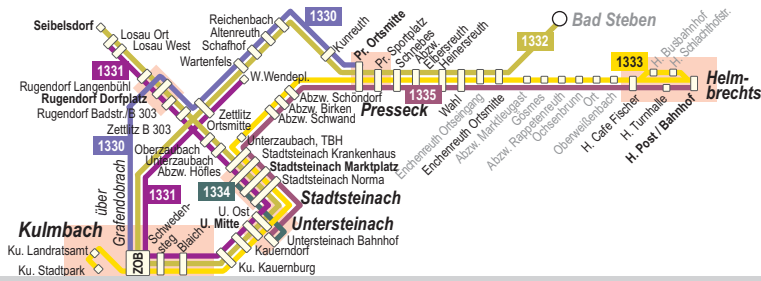 Seibelsdorf
Losau Ort
Losau West
1331
Rugendorf Langenbühl
Rugendorf Dorfplatz
Rugendorf Badstr./B 303
Zettlitz B 303
1330
über
Grafendobrach
Reichenbach
Altenreuth
Schafhof
Wartenfels
1330
Kunreuth
W.Wendepl.
Zettlitz
Ortsmitte
Oberzaubach
Unterzaubach
Abzw. Höfles
1331
1334
Pr. Ortsmitte
Pr. Sportplatz
Schnebes
Abzw.
Elbersreuth
Heinersreuth
Presseck
1335
1332
Bad Steben
Abzw. Schöndorf
Abzw. Birken
Abzw. Schwand
Unterzaubach, TBH
Stadtsteinach Krankenhaus
Stadtsteinach Marktplatz
Stadtsteinach Norma
Stadtsteinach
Untersteinach
Untersteinach Bahnhof
U. Ost
U. Mitte
Kauerndorf
Ku. Kauernburg
Wahl
Enchenreuth Ortseingang
Enchenreuth Ortsmitte
Abzw. Marktleugast
Gösmes
Abzw. Rappetenreuth
Ochsenbrunn
Ort
Oberweißenbach
H. Cafe Fischer
H. Turnhalle
H. Post / Bahnhof
1333
H. Busbahnhof
H. Schlachthofstr.
Helm-
brechts
Kulmbach
Ku. Landratsamt
Ku. Stadtpark
ZOB
Schweden-
steg
Blaich